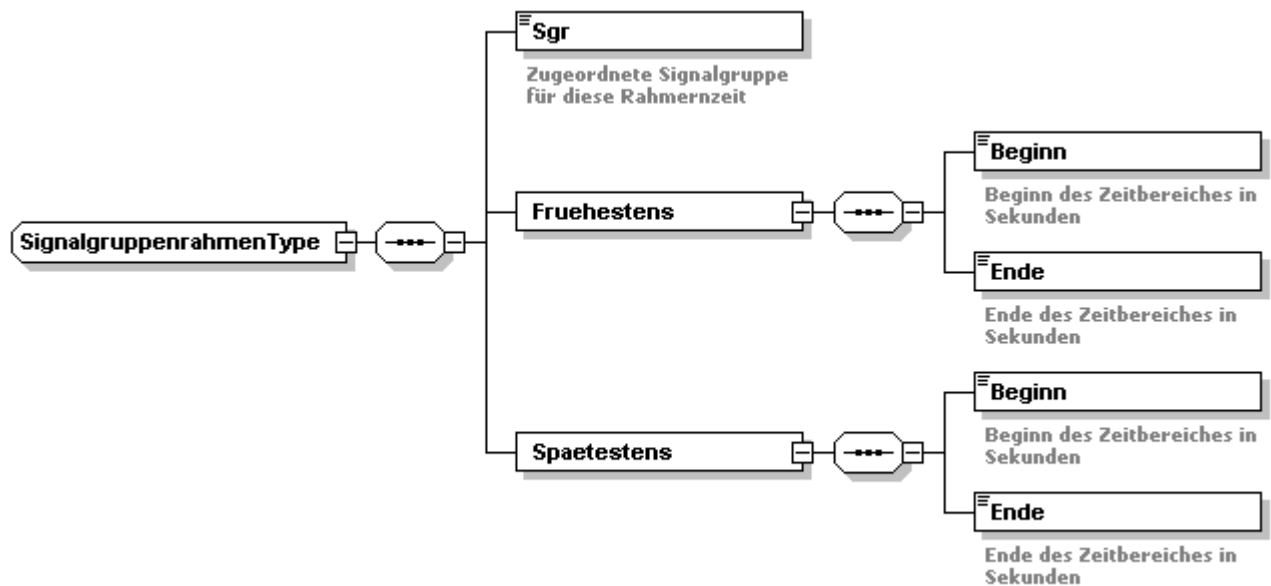 Sgr
Zugeordnete Signalgruppe
für diese Rahmernzeit
Beginn
Beginn des Zeitbereiches in
Sekunden
Fruehestens
SignalgruppenrahmenType
Ende
Ende des Zeitbereiches in
Sekunden
Beginn
Beginn des Zeitbereiches in
Sekunden
Spaetestens
Ende
Ende des Zeitbereiches in
Sekunden